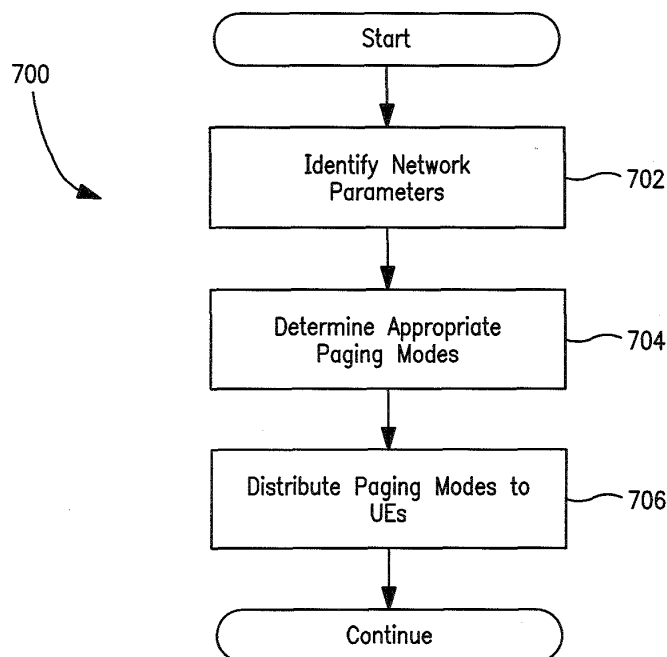 Start
700
Identify Network
Parameters
702
Determine Appropriate
Paging Modes
704
Distribute Paging Modes to
UEs
706
Continue